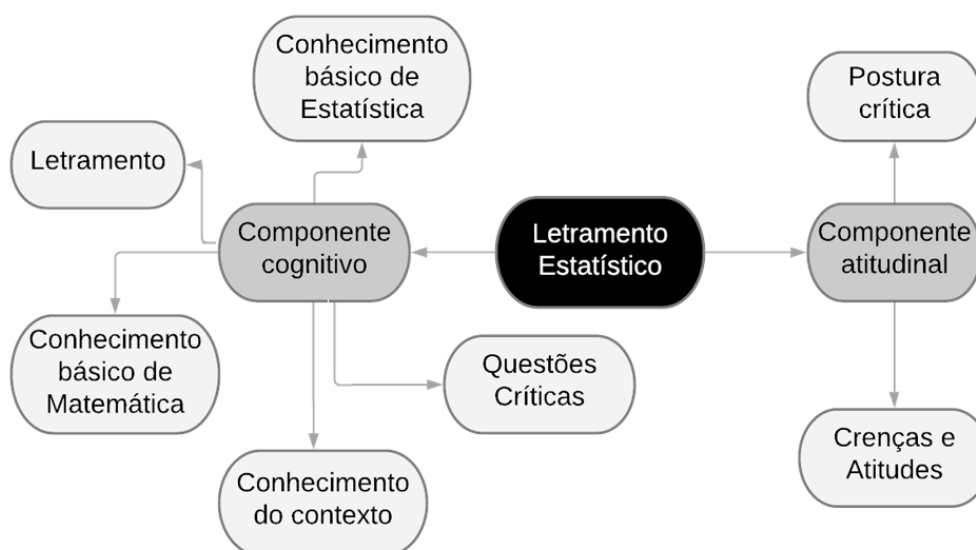 Conhecimento
básico de
Estatística
Postura
crítica
Letramento
Componente
cognitivo
Letramento
Estatístico
Componente
atitudinal
Conhecimento
básico de
Matemática
Questões
Críticas
Crenças e
Atitudes
Conhecimento
do contexto